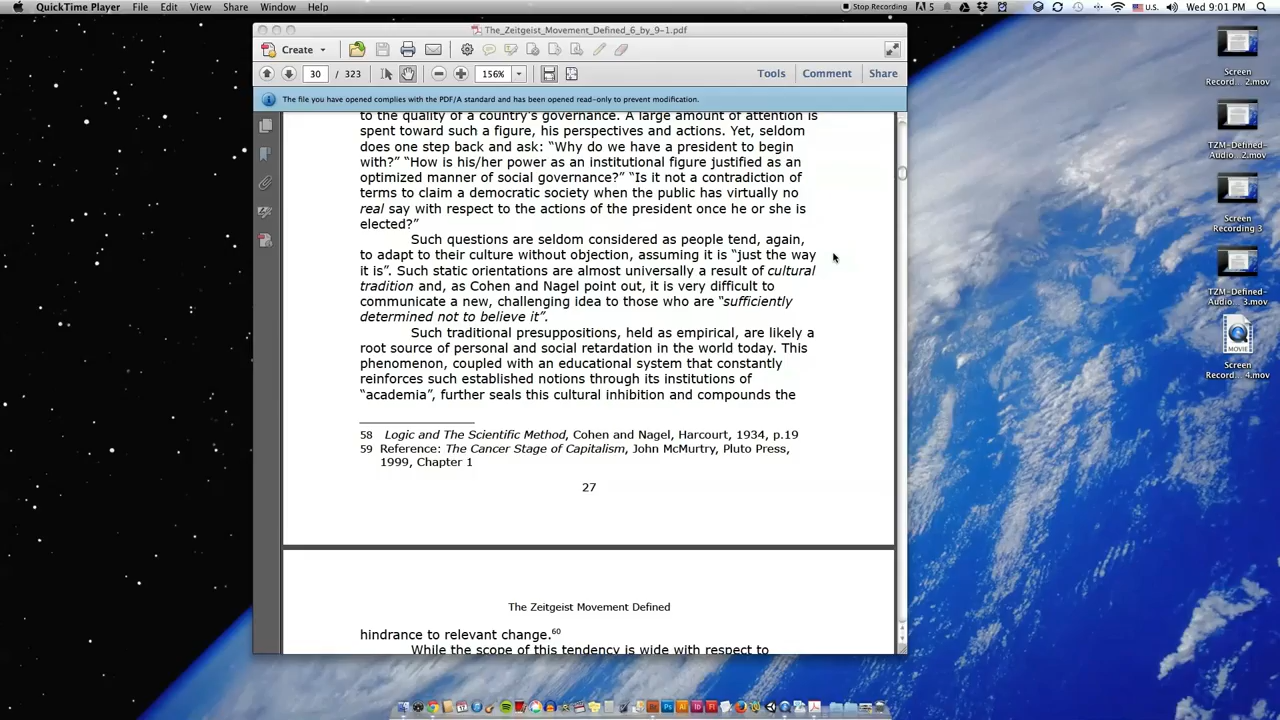 QuickTime Player File Edit View Share Window Help
Stop Recording 5 U.S. Wed 9:01 PM
The_Zeitgeist_Movement_Defined_6_by_9-1.pdf
Create
30 / 323 156% Tools Comment Share
The file you have opened complies with the PDF/A standard and has been opened read-only to prevent modification.
to the quality of a country's governance. A large amount of attention is
spent toward such a figure, his perspectives and actions. Yet, seldom
does one step back and ask: “Why do we have a president to begin
with?” “How is his/her power as an institutional figure justified as an
optimized manner of social governance?” “Is it not a contradiction of
terms to claim a democratic society when the public has virtually no
real say with respect to the actions of the president once he or she is
elected?”
Such questions are seldom considered as people tend, again,
to adapt to their culture without objection, assuming it is “just the way
it is”. Such static orientations are almost universally a result of cultural
tradition and, as Cohen and Nagel point out, it is very difficult to
communicate a new, challenging idea to those who are “sufficiently
determined not to believe it”.
Such traditional presuppositions, held as empirical, are likely a
root source of personal and social retardation in the world today. This
phenomenon, coupled with an educational system that constantly
reinforces such established notions through its institutions of
“academia”, further seals this cultural inhibition and compounds the
58 Logic and The Scientific Method, Cohen and Nagel, Harcourt, 1934, p.19
59 Reference: The Cancer Stage of Capitalism, John McMurtry, Pluto Press,
1999, Chapter 1
27
The Zeitgeist Movement Defined
hindrance to relevant change.60
While the scope of this tendency is wide with respect to
Screen
Record... 2.mov
TZM-Defined-
Audio...2.mov
Screen
Recording 3
TZM-Defined-
Audio...3.mov
MOVIE
Screen
Record...4.mov